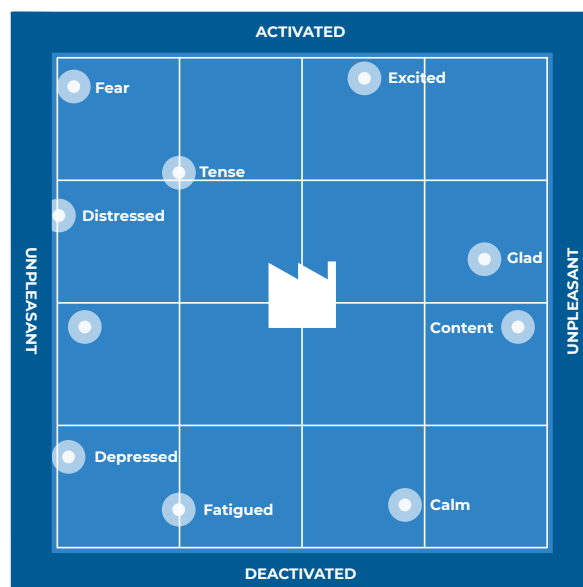 ACTIVATED
Excited
Fear
Tense
Distressed
UNPLEASANT
Glad
UNPLEASANT
Content
Depressed
Fatigued
Calm
DEACTIVATED